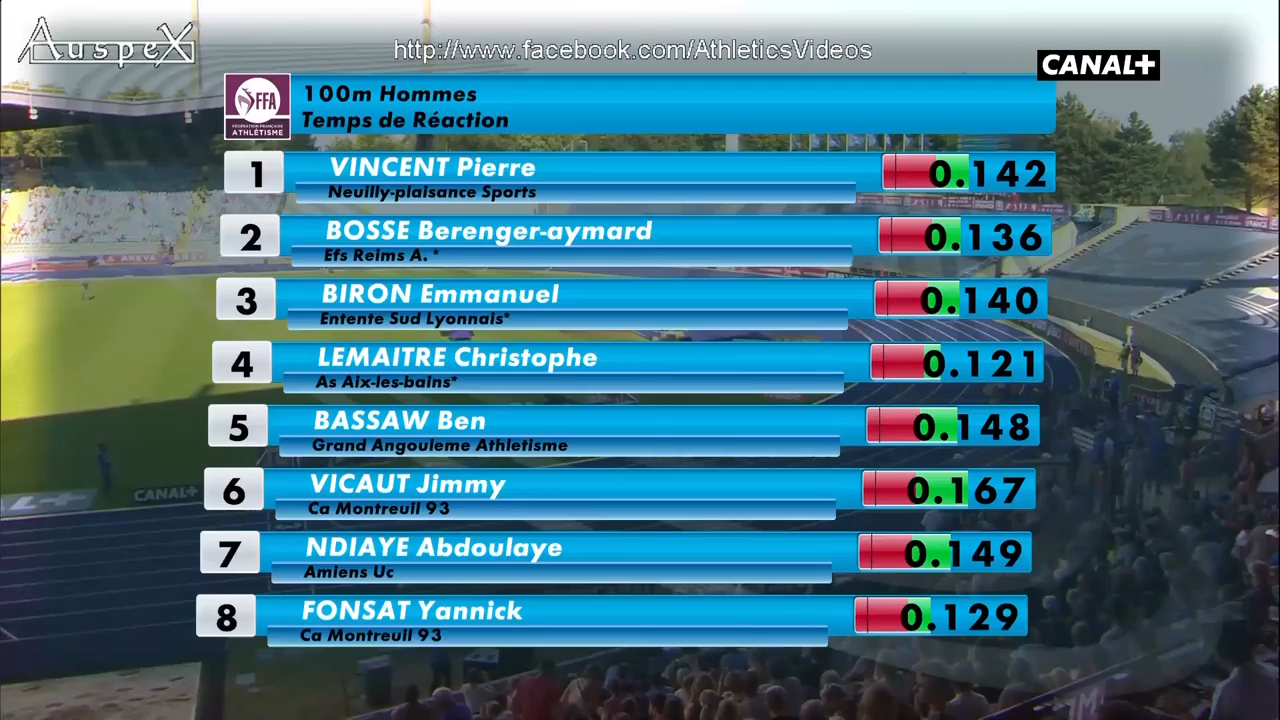 AuspeX
http://www.facebook.com/AthleticsVideos
CANAL+
FFA
FÉDÉRATION FRANÇAISE
ATHLÉTISME
100m Hommes
Temps de Réaction
1 VINCENT Pierre 0.142
Neuilly-plaisance Sports
2 BOSSE Berenger-aymard 0.136
Efs Reims A. *
3 BIRON Emmanuel 0.140
Entente Sud Lyonnais*
4 LEMAITRE Christophe 0.121
As Aix-les-bains*
5 BASSAW Ben 0.148
Grand Angouleme Athletisme
6 VICAUT Jimmy 0.167
Ca Montreuil 93
7 NDIAYE Abdoulaye 0.149
Amiens Uc
8 FONSAT Yannick 0.129
Ca Montreuil 93
AREVA
CANAL+